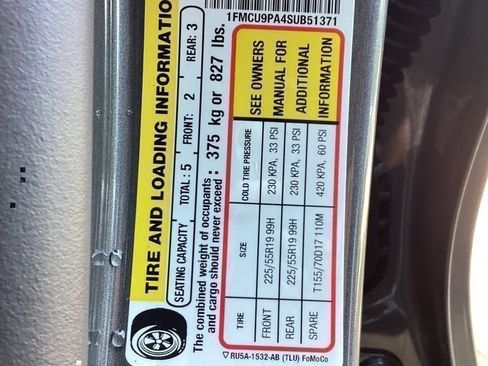 1FMCU9PA4SUB51371
TIRE AND LOADING INFORMATION
SEATING CAPACITY TOTAL : 5 FRONT: 2 REAR: 3
The combined weight of occupants
and cargo should never exceed : 375 kg or 827 lbs.
TIRE SIZE COLD TIRE PRESSURE
FRONT 225/55R19 99H 230 KPA, 33 PSI
REAR 225/55R19 99H 230 KPA, 33 PSI
SPARE T155/70D17 110M 420 KPA, 60 PSI
SEE OWNERS
MANUAL FOR
ADDITIONAL
INFORMATION
RU5A-1532-AB (TLU) FoMoCo